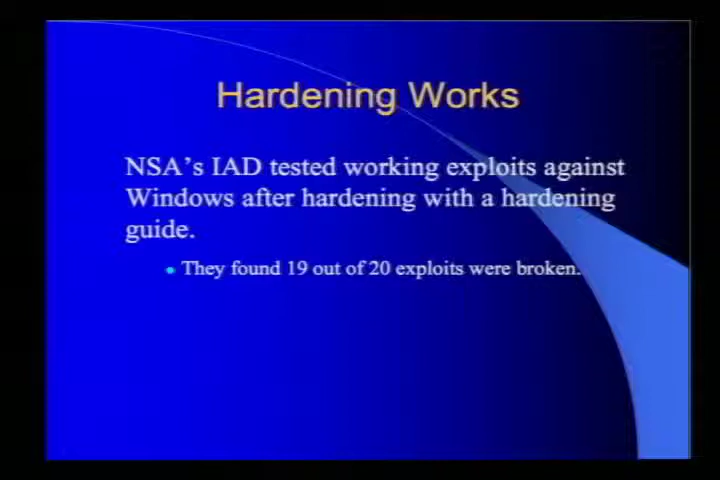 Hardening Works
NSA's IAD tested working exploits against
Windows after hardening with a hardening
guide.
• They found 19 out of 20 exploits were broken.